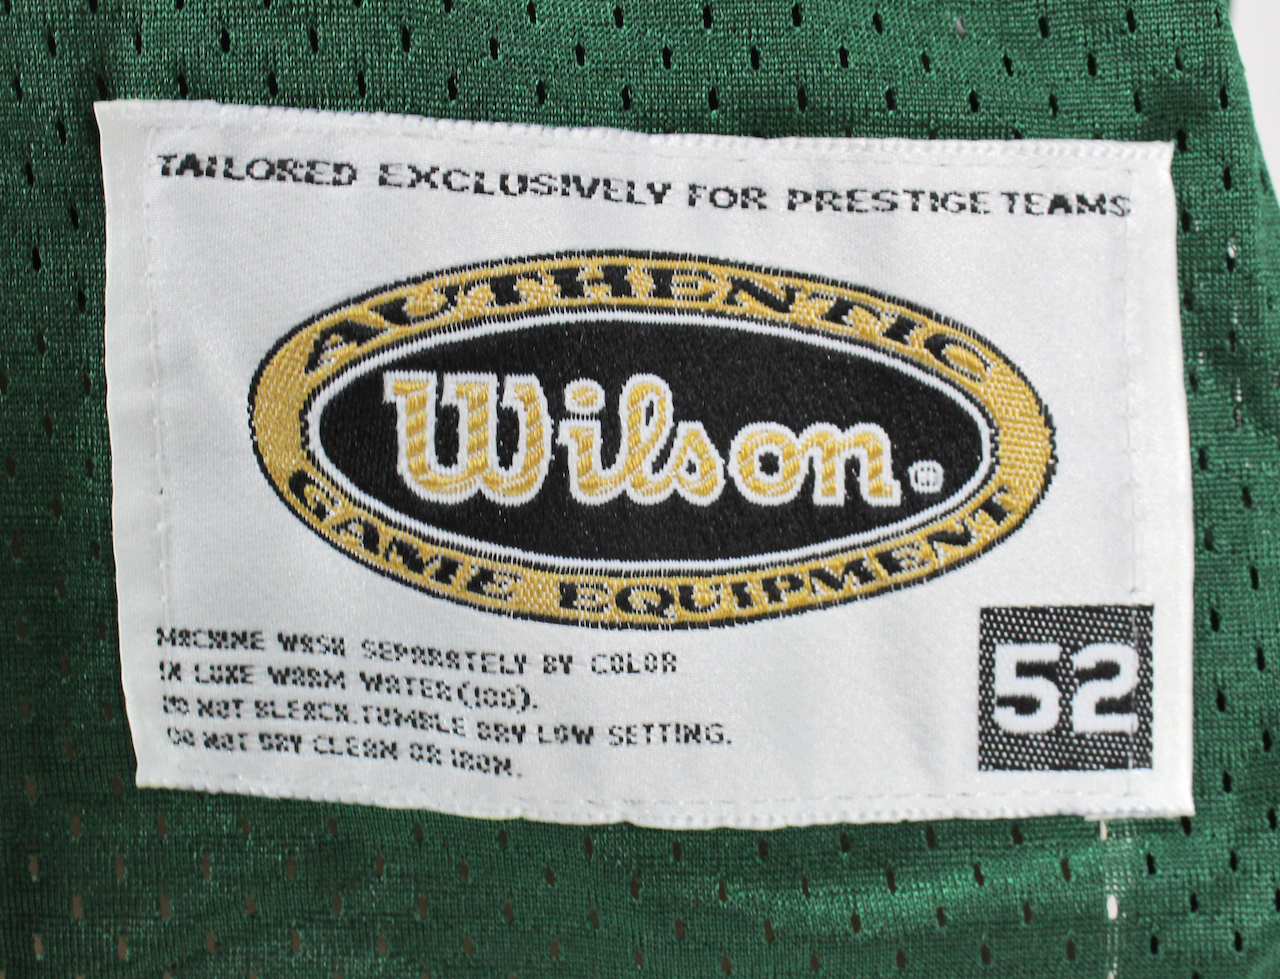 TAILORED EXCLUSIVELY FOR PRESTIGE TEAMS
AUTHENTIC
Wilson®
GAME EQUIPMENT
MACHINE WASH SEPARATELY BY COLOR
IN LUKE WARM WATER(100).
DO NOT BLEACH.TUMBLE DRY LOW SETTING.
DO NOT DRY CLEAN OR IRON.
52